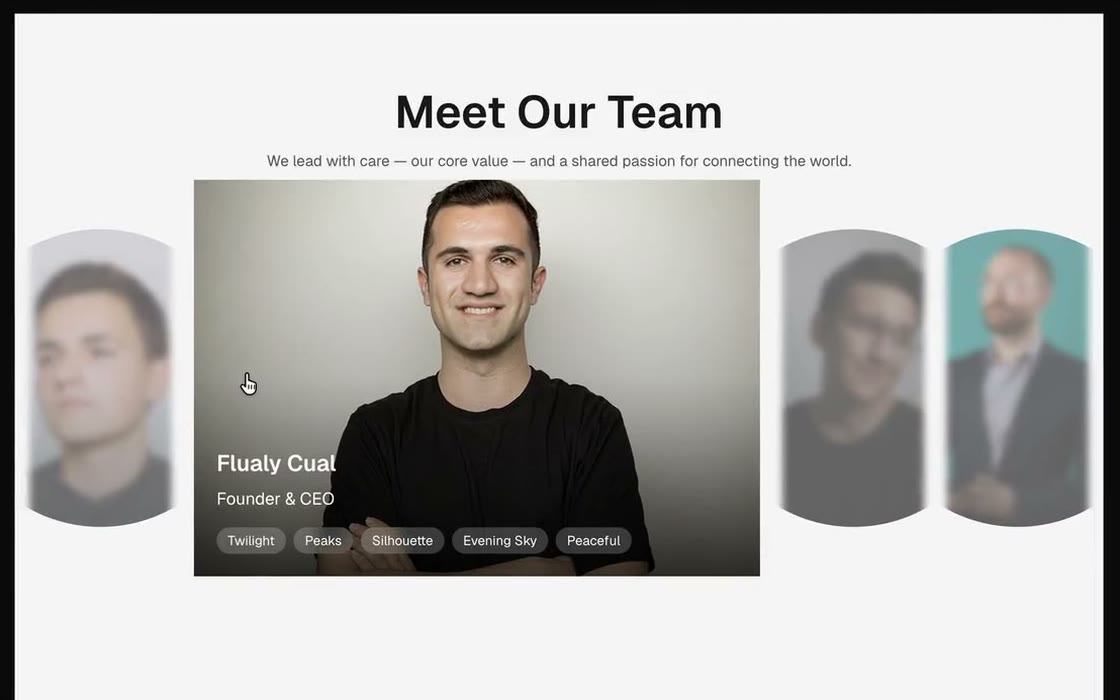 Meet Our Team
We lead with care — our core value — and a shared passion for connecting the world.
Flualy Cual
Founder & CEO
Twilight Peaks Silhouette Evening Sky Peaceful